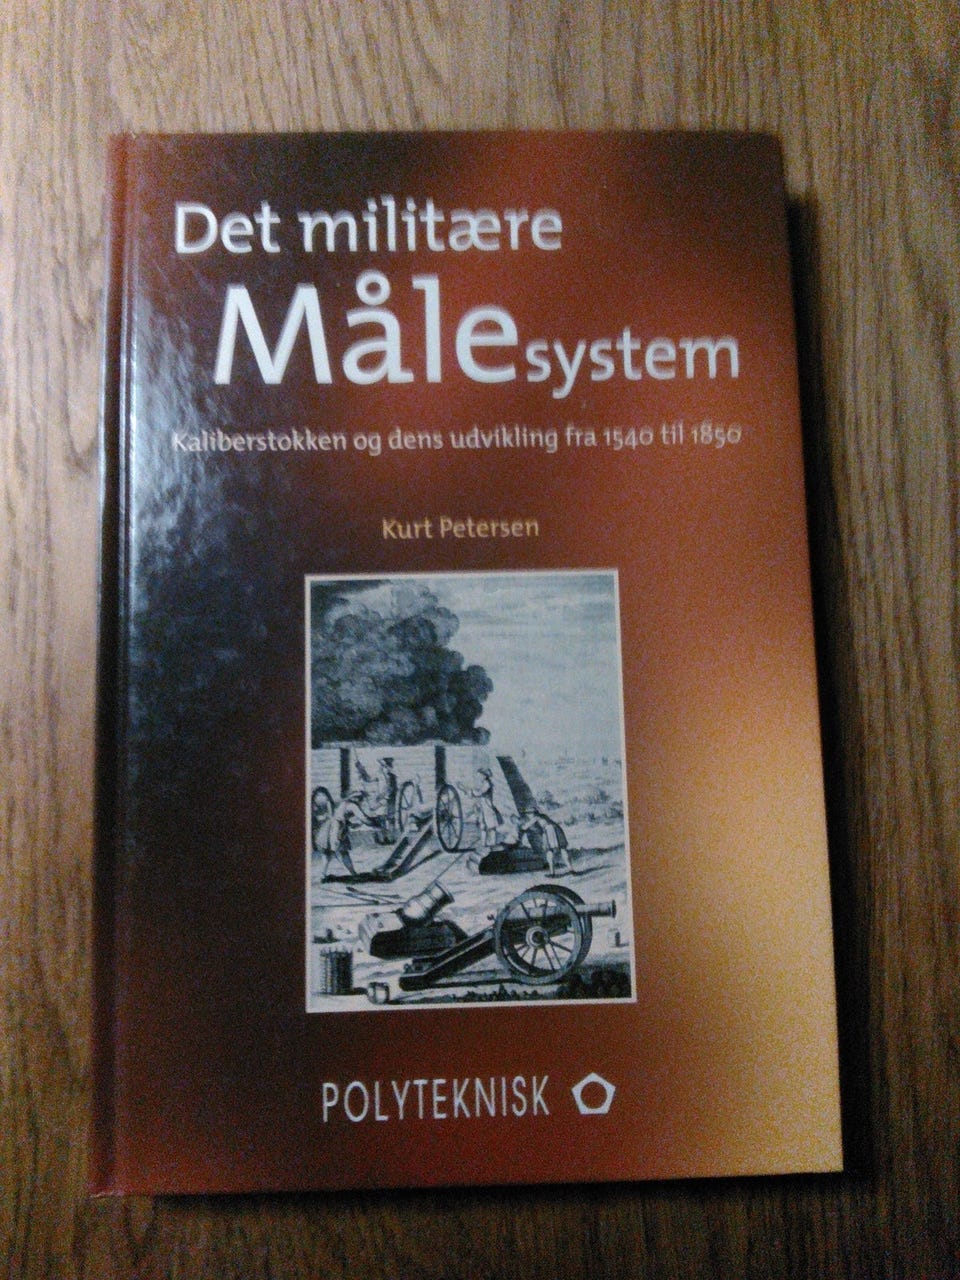 Det militære
Målesystem
Kaliberstokken og dens udvikling fra 1540 til 1850
Kurt Petersen
POLYTEKNISK